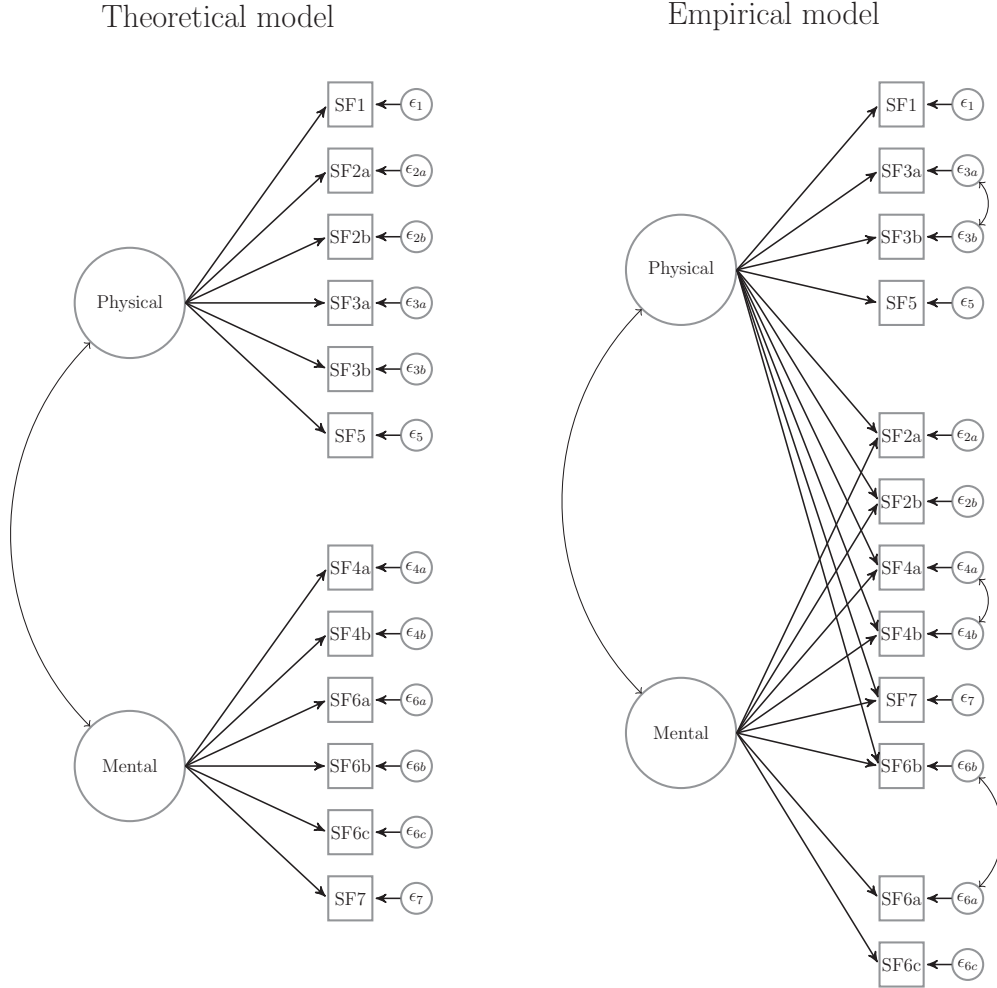 Theoretical model
SF1 ϵ1
SF2a ϵ2a
SF2b ϵ2b
Physical SF3a ϵ3a
SF3b ϵ3b
SF5 ϵ5
SF4a ϵ4a
SF4b ϵ4b
SF6a ϵ6a
Mental SF6b ϵ6b
SF6c ϵ6c
SF7 ϵ7
Empirical model
SF1 ϵ1
SF3a ϵ3a
SF3b ϵ3b
Physical
SF5 ϵ5
SF2a ϵ2a
SF2b ϵ2b
SF4a ϵ4a
SF4b ϵ4b
SF7 ϵ7
Mental
SF6b ϵ6b
SF6a ϵ6a
SF6c ϵ6c